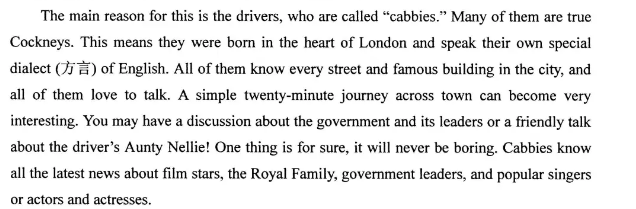 The main reason for this is the drivers, who are called “cabbies.” Many of them are true
Cockneys. This means they were born in the heart of London and speak their own special
dialect (方言) of English. All of them know every street and famous building in the city, and
all of them love to talk. A simple twenty-minute journey across town can become very
interesting. You may have a discussion about the government and its leaders or a friendly talk
about the driver’s Aunty Nellie! One thing is for sure, it will never be boring. Cabbies know
all the latest news about film stars, the Royal Family, government leaders, and popular singers
or actors and actresses.